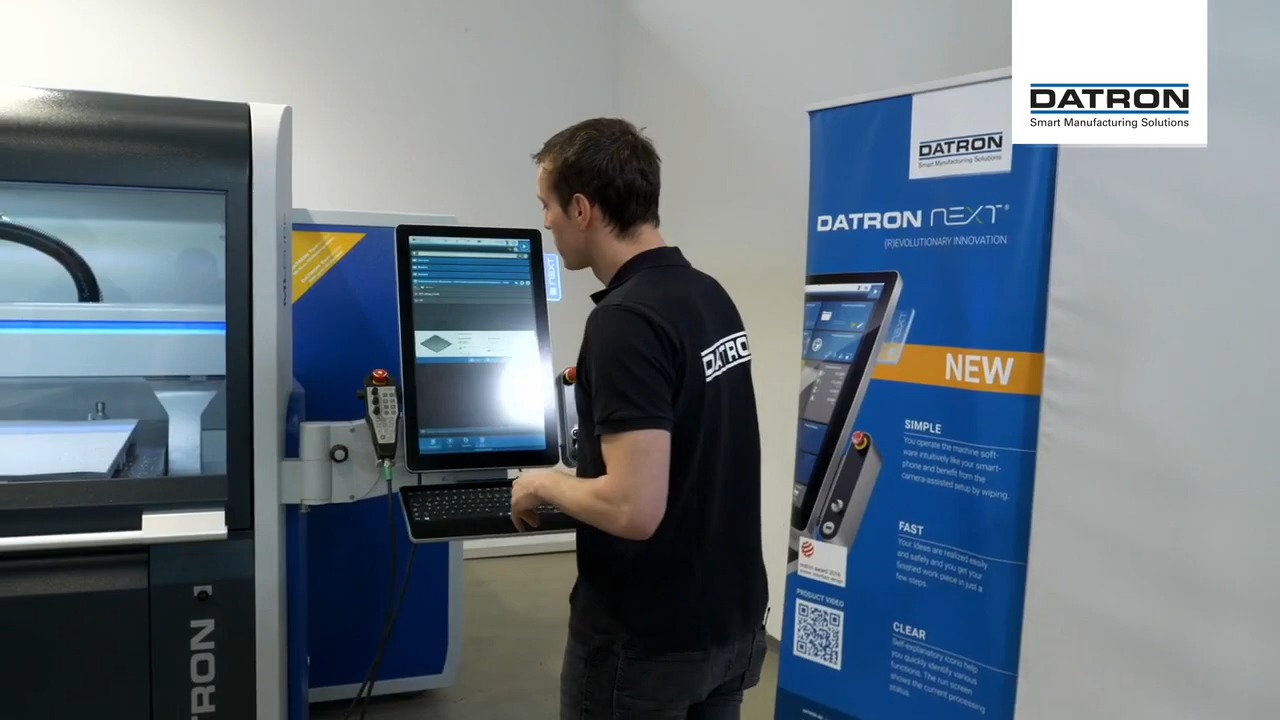 DATRON
Smart Manufacturing Solutions
DATRON
Smart Manufacturing Solutions
DATRON NEXT®
(R)EVOLUTIONARY INNOVATION
NEXT
NEXT
NEW
DATRON
SIMPLE
You operate the machine soft-
ware intuitively like your smart-
phone and benefit from the
camera-assisted setup by wiping.
FAST
Your ideas are realized easily
and safely and you get your
finished work piece in just a
few steps.
PRODUCT VIDEO
CLEAR
Self-explanatory icons help
you quickly identify various
functions. The run screen
shows the current processing
status.
TRON